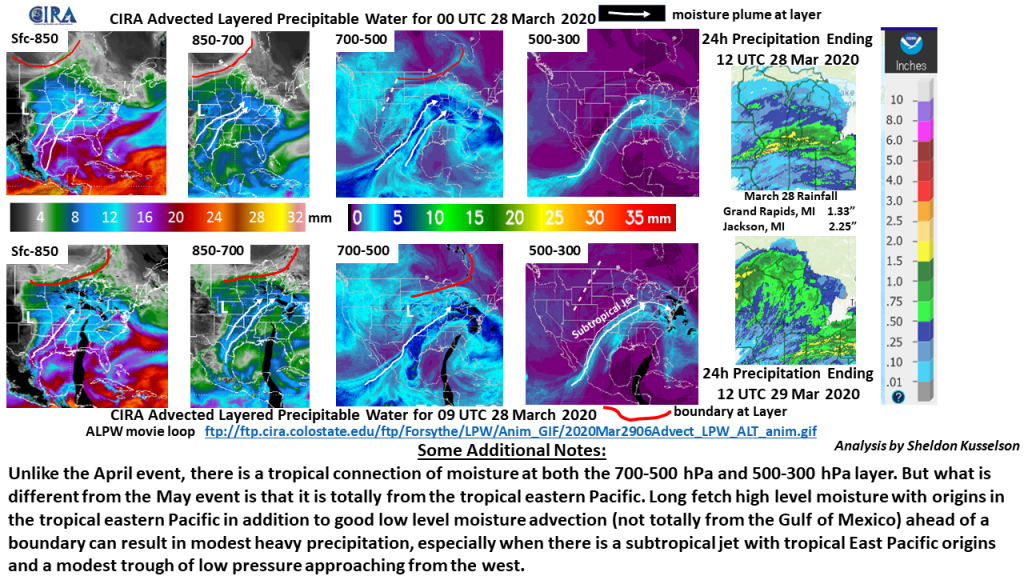 CIRA
CIRA Advected Layered Precipitable Water for 00 UTC 28 March 2020
moisture plume at layer
Sfc-850
850-700
700-500
500-300
L
L
24h Precipitation Ending
12 UTC 28 Mar 2020
March 28 Rainfall
Grand Rapids, MI 1.33”
Jackson, MI 2.25”
4 8 12 16 20 24 28 32 mm
0 5 10 15 20 25 30 35 mm
Sfc-850
850-700
700-500
500-300
L
L
L
Subtropical Jet
24h Precipitation Ending
12 UTC 29 Mar 2020
Inches
10
8.0
6.0
5.0
4.0
3.0
2.5
2.0
1.5
1.0
.75
.50
.25
.10
.01
?
CIRA Advected Layered Precipitable Water for 09 UTC 28 March 2020
boundary at Layer
ALPW movie loop ftp://ftp.cira.colostate.edu/ftp/Forsythe/LPW/Anim_GIF/2020Mar2906Advect_LPW_ALT_anim.gif
Analysis by Sheldon Kusselson
Some Additional Notes:
Unlike the April event, there is a tropical connection of moisture at both the 700-500 hPa and 500-300 hPa layer. But what is
different from the May event is that it is totally from the tropical eastern Pacific. Long fetch high level moisture with origins in
the tropical eastern Pacific in addition to good low level moisture advection (not totally from the Gulf of Mexico) ahead of a
boundary can result in modest heavy precipitation, especially when there is a subtropical jet with tropical East Pacific origins
and a modest trough of low pressure approaching from the west.